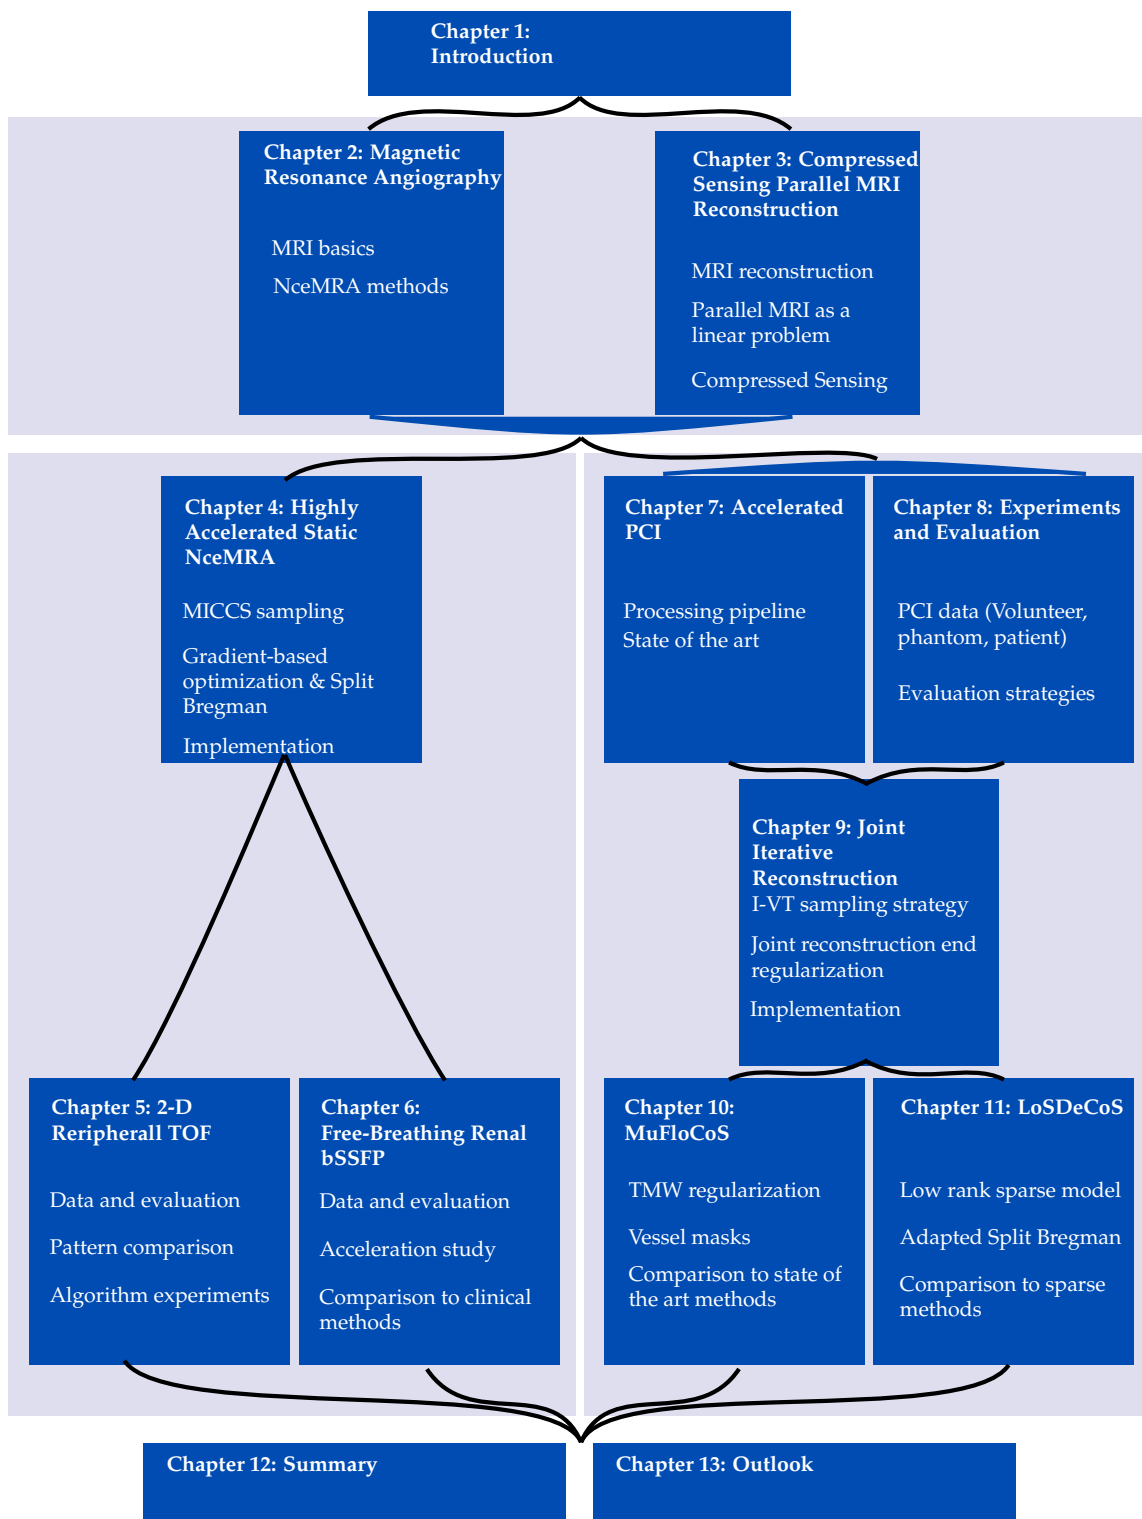 Chapter 1:
Introduction
Chapter 2: Magnetic
Resonance Angiography
MRI basics
NceMRA methods
Chapter 3: Compressed
Sensing Parallel MRI
Reconstruction
MRI reconstruction
Parallel MRI as a
linear problem
Compressed Sensing
Chapter 4: Highly
Accelerated Static
NceMRA
MICCS sampling
Gradient-based
optimization & Split
Bregman
Implementation
Chapter 5: 2-D
Reripherall TOF
Data and evaluation
Pattern comparison
Algorithm experiments
Chapter 6:
Free-Breathing Renal
bSSFP
Data and evaluation
Acceleration study
Comparison to clinical
methods
Chapter 7: Accelerated
PCI
Processing pipeline
State of the art
Chapter 8: Experiments
and Evaluation
PCI data (Volunteer,
phantom, patient)
Evaluation strategies
Chapter 9: Joint
Iterative
Reconstruction
I-VT sampling strategy
Joint reconstruction end
regularization
Implementation
Chapter 10:
MuFloCoS
TMW regularization
Vessel masks
Comparison to state of
the art methods
Chapter 11: LoSDeCoS
Low rank sparse model
Adapted Split Bregman
Comparison to sparse
methods
Chapter 12: Summary
Chapter 13: Outlook